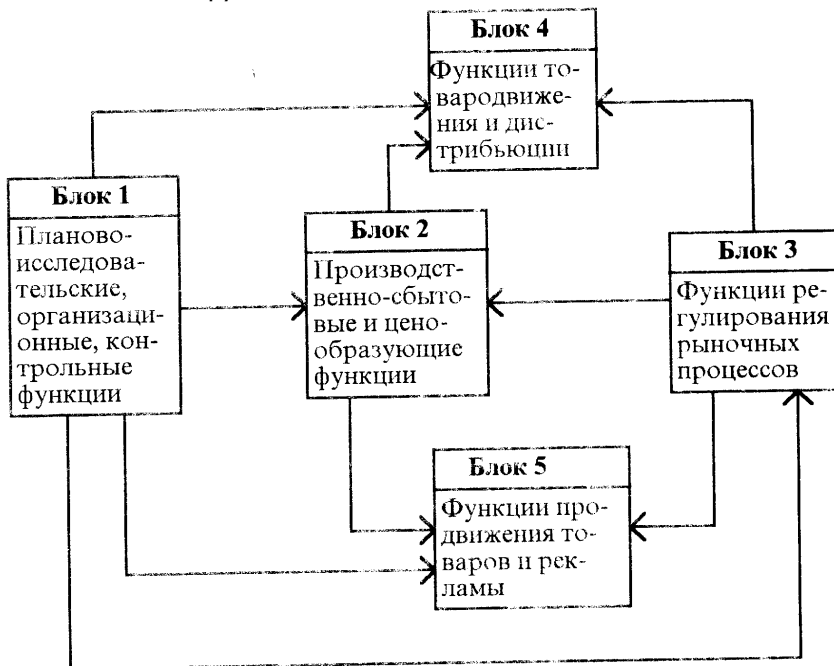 Блок 4
Функции то-
вародвиже-
ния и дис-
трибьюции
Блок 1
Планово-
исследова-
тельские,
организаци-
онные, кон-
трольные
функции
Блок 2
Производст-
венно-сбыто-
вые и цено-
образующие
функции
Блок 3
Функции ре-
гулирования
рыночных
процессов
Блок 5
Функции про-
движения то-
варов и рек-
ламы